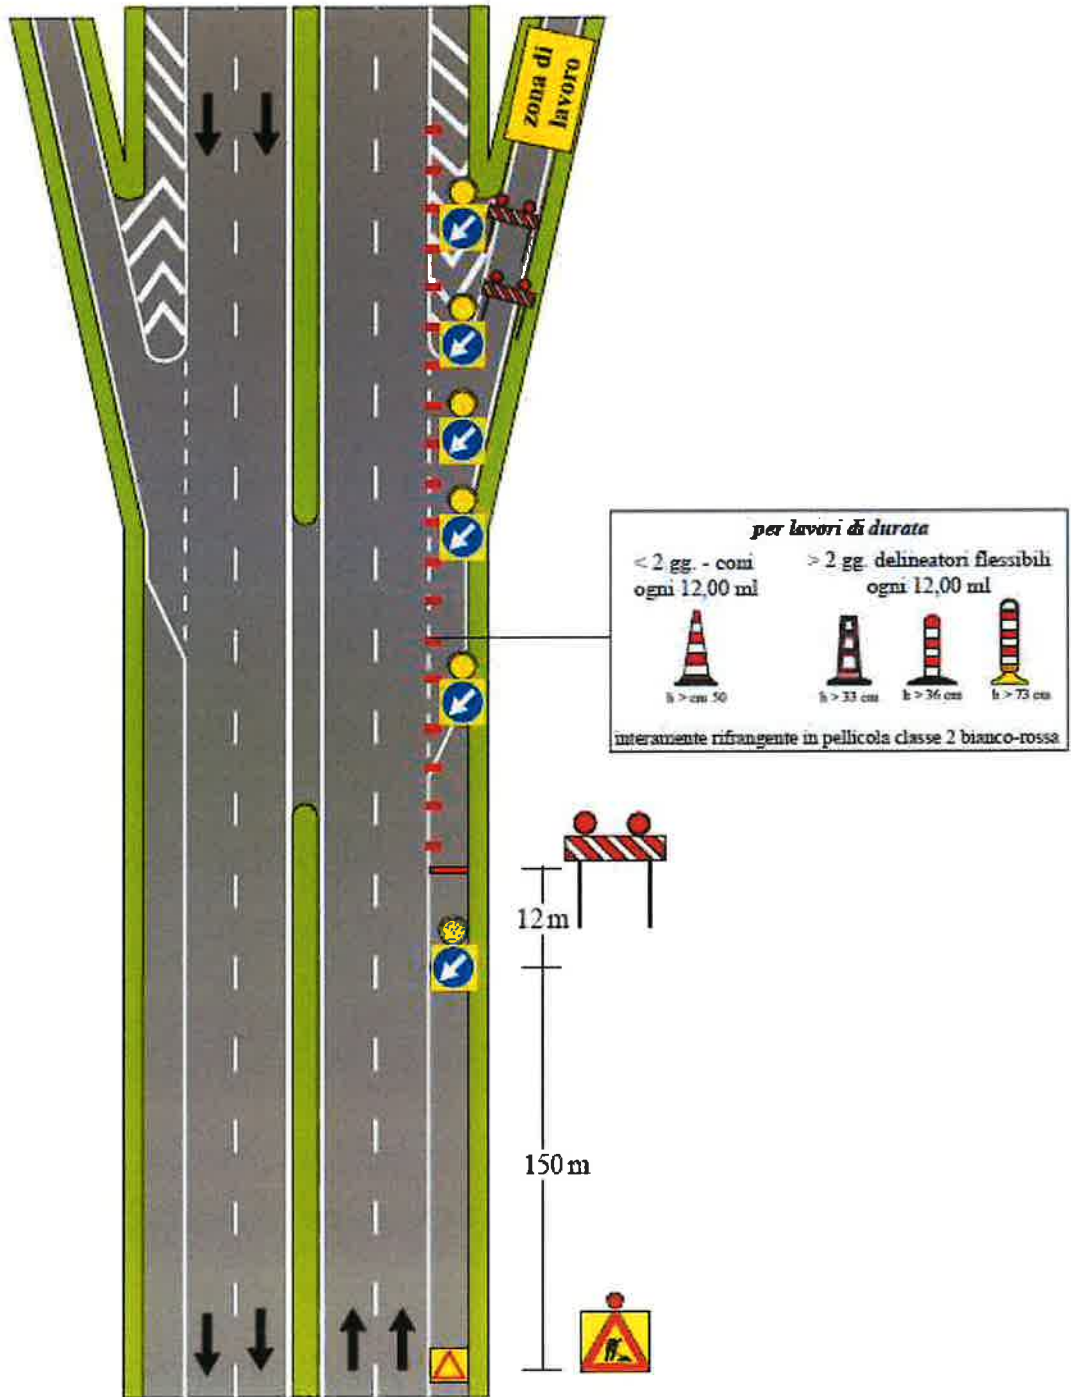 zona di
lavoro
per lavori di durata
< 2 gg. - coni
ogni 12,00 ml
> 2 gg. delineatori flessibili
ogni 12,00 ml
h > cm 50
h > 33 cm
h > 36 cm
h > 73 cm
interamente rifrangente in pellicola classe 2 bianco-rossa
12 m
150 m